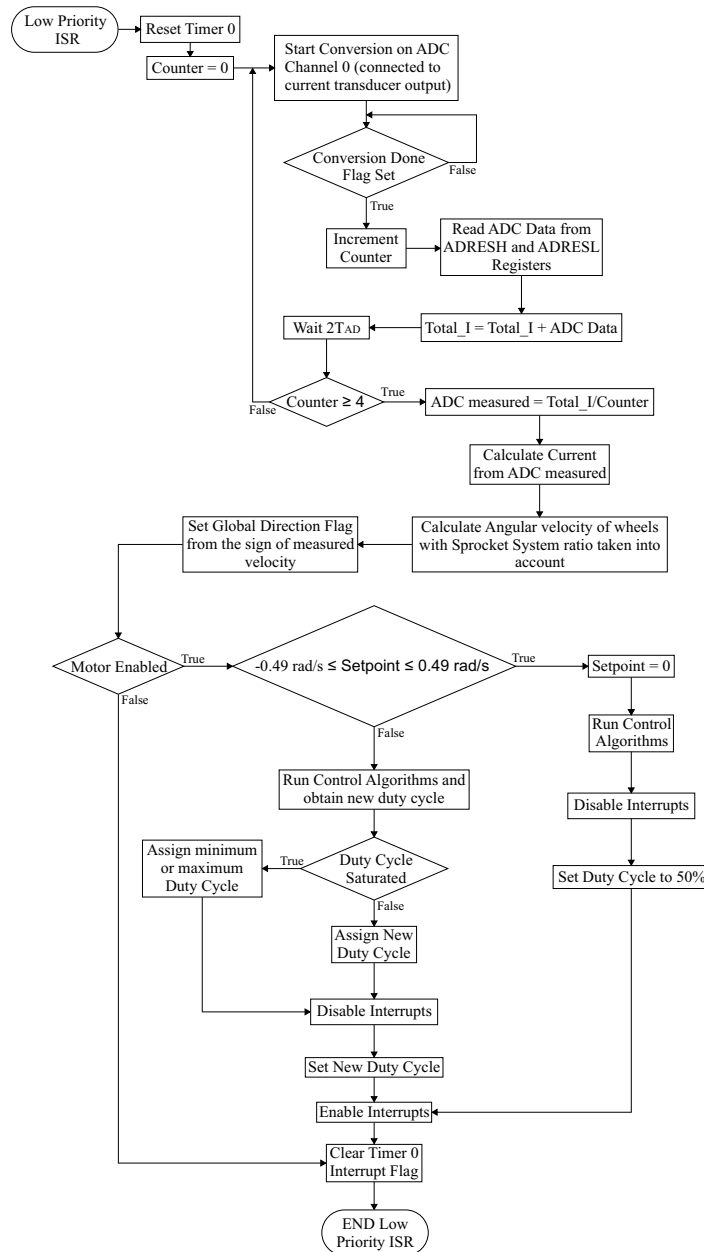 Low Priority
ISR
Reset Timer 0
Counter = 0
Start Conversion on ADC
Channel 0 (connected to
current transducer output)
Conversion Done
Flag Set
False
True
Increment
Counter
Read ADC Data from
ADRESH and ADRESL
Registers
Wait 2TAD
Total_I = Total_I + ADC Data
False
Counter ≥ 4
True
ADC measured = Total_I/Counter
Calculate Current
from ADC measured
Set Global Direction Flag
from the sign of measured
velocity
Calculate Angular velocity of wheels
with Sprocket System ratio taken into
account
Motor Enabled
True
False
-0.49 rad/s ≤ Setpoint ≤ 0.49 rad/s
True
False
Setpoint = 0
Run Control
Algorithms
Run Control Algorithms and
obtain new duty cycle
Disable Interrupts
Assign minimum
or maximum
Duty Cycle
True
Duty Cycle
Saturated
False
Set Duty Cycle to 50%
Assign New
Duty Cycle
Disable Interrupts
Set New Duty Cycle
Enable Interrupts
Clear Timer 0
Interrupt Flag
END Low
Priority ISR